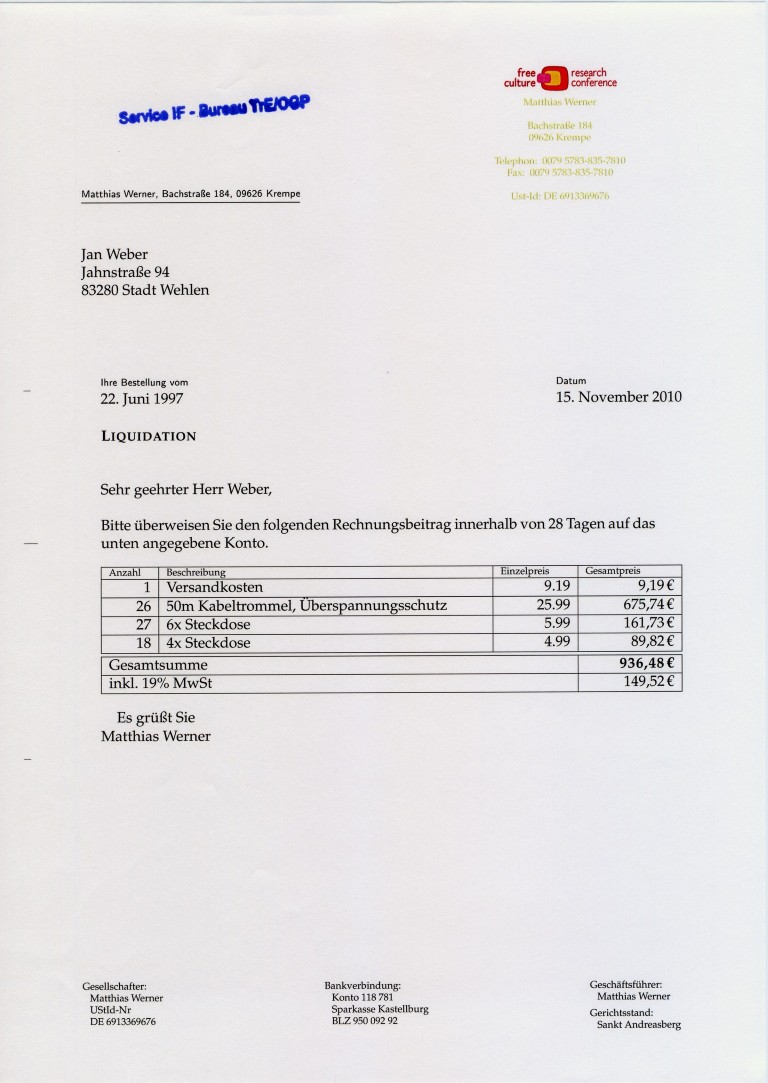 free research
culture conference
Matthias Werner
Bachstraße 184
09626 Krempe
Telephon: 0079 5783-835-7810
Fax: 0079 5783-835-7810
Ust-Id: DE 6913369676
Service IF - Bureau TrE/OGP
Matthias Werner, Bachstraße 184, 09626 Krempe
Jan Weber
Jahnstraße 94
83280 Stadt Wehlen
Ihre Bestellung vom Datum
22. Juni 1997 15. November 2010
LIQUIDATION
Sehr geehrter Herr Weber,
Bitte überweisen Sie den folgenden Rechnungsbeitrag innerhalb von 28 Tagen auf das
unten angegebene Konto.
Anzahl Beschreibung Einzelpreis Gesamtpreis
1 Versandkosten 9.19 9,19 €
26 50m Kabeltrommel, Überspannungsschutz 25.99 675,74 €
27 6x Steckdose 5.99 161,73 €
18 4x Steckdose 4.99 89,82 €
Gesamtsumme 936,48 €
inkl. 19% MwSt 149,52 €
Es grüßt Sie
Matthias Werner
Gesellschafter:
Matthias Werner
UStId-Nr
DE 6913369676
Bankverbindung:
Konto 118 781
Sparkasse Kastellburg
BLZ 950 092 92
Geschäftsführer:
Matthias Werner
Gerichtsstand:
Sankt Andreasberg